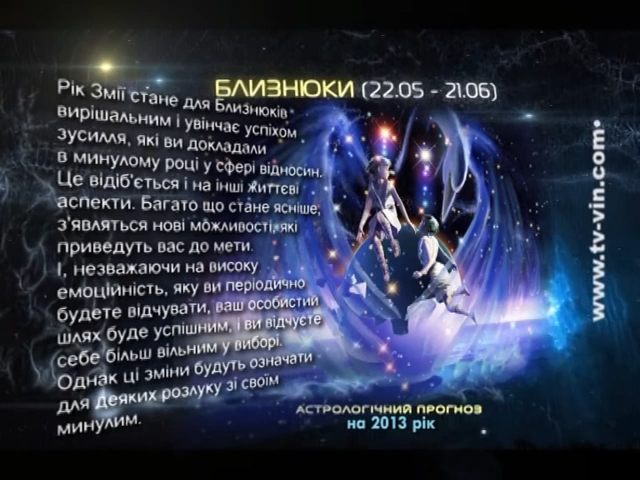 БЛИЗНЮКИ (22.05 - 21.06)
Рік Змії стане для Близнюків
вирішальним і увінчає успіхом
зусилля, які ви докладали
в минулому році у сфері відносин.
Це відіб'ється і на інші життєві
аспекти. Багато що стане ясніше,
з'являться нові можливості, які
приведуть вас до мети.
І, незважаючи на високу
емоційність, яку ви періодично
будете відчувати, ваш особистий
шлях буде успішним, і ви відчуєте
себе більш вільним у виборі.
Однак ці зміни будуть означати
для деяких розлуку зі своїм
минулим.
www.tv-vin.com
АСТРОЛОГІЧНИЙ ПРОГНОЗ
на 2013 рік